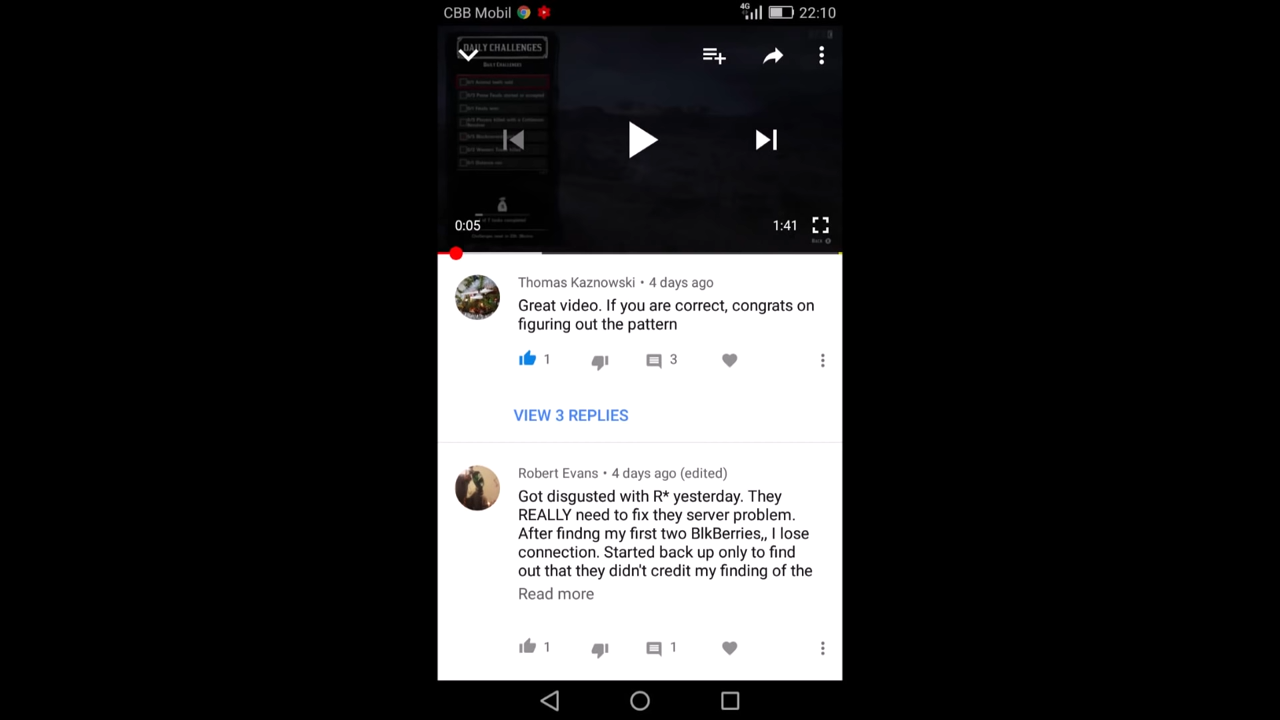 CBB Mobil
4G
22:10
DAILY CHALLENGES
DAILY CHALLENGES
0:05
1:41
Thomas Kaznowski • 4 days ago
Great video. If you are correct, congrats on
figuring out the pattern
1
3
VIEW 3 REPLIES
Robert Evans • 4 days ago (edited)
Got disgusted with R* yesterday. They
REALLY need to fix they server problem.
After findng my first two BlkBerries,, I lose
connection. Started back up only to find
out that they didn't credit my finding of the
Read more
1
1